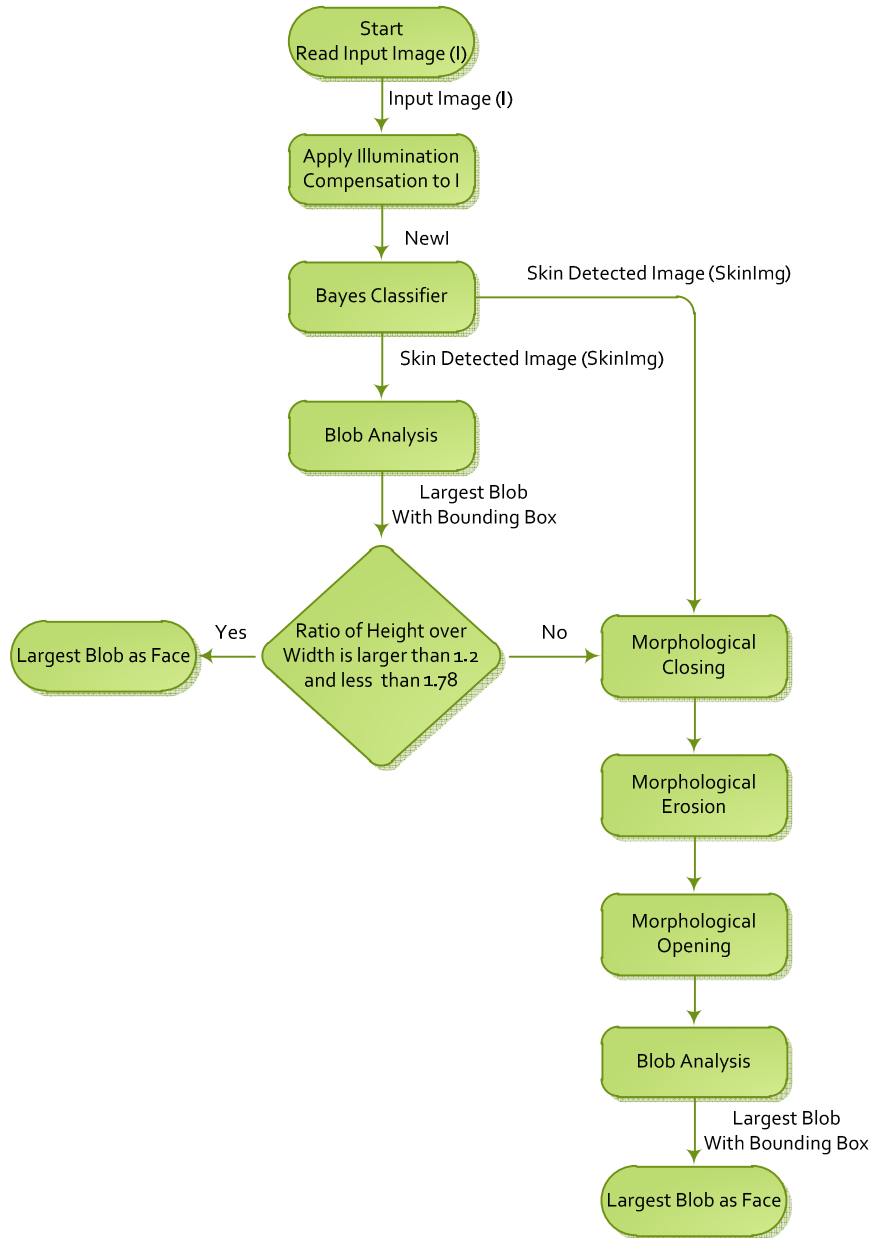 Start
Read Input Image (I)
Input Image (I)
Apply Illumination
Compensation to I
NewI
Bayes Classifier
Skin Detected Image (SkinImg)
Skin Detected Image (SkinImg)
Blob Analysis
Largest Blob
With Bounding Box
Ratio of Height over
Width is larger than 1.2
and less than 1.78
Yes
Largest Blob as Face
No
Morphological
Closing
Morphological
Erosion
Morphological
Opening
Blob Analysis
Largest Blob
With Bounding Box
Largest Blob as Face